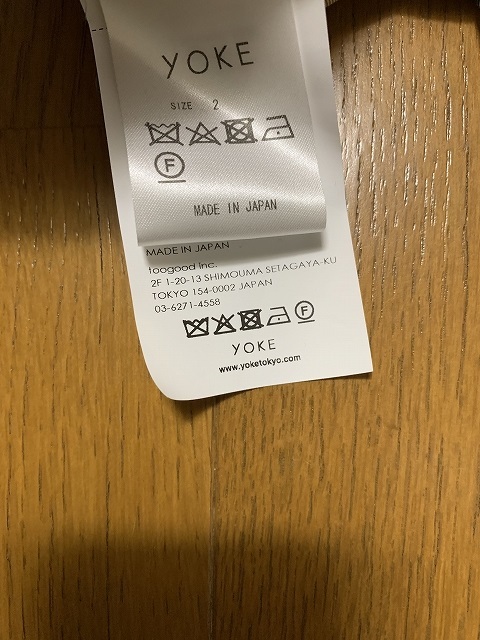 YOKE
SIZE 2
F
MADE IN JAPAN
MADE IN JAPAN
toogood Inc.
2F 1-20-13 SHIMOUMA SETAGAYA-KU
TOKYO 154-0002 JAPAN
03-6271-4558
F
YOKE
www.yoketokyo.com